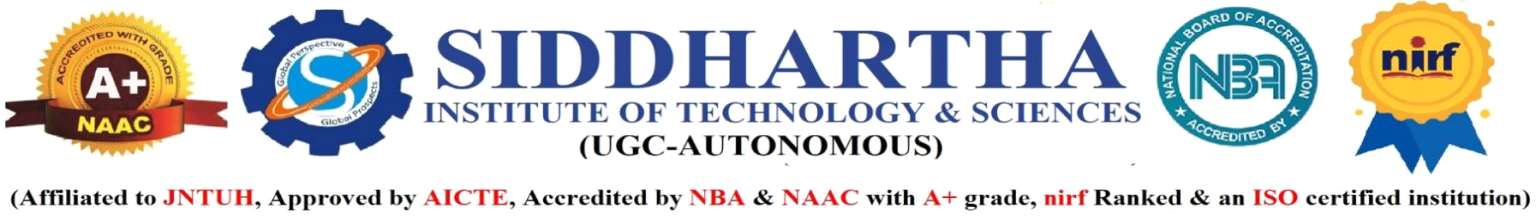 ACCREDITED WITH GRADE
A+
NAAC
Global Perspective
S
Global Prospects
SIDDHARTHA
INSTITUTE OF TECHNOLOGY & SCIENCES
(UGC-AUTONOMOUS)
NATIONAL BOARD OF ACCREDITATION
NBA
★ ACCREDITED BY ★
nirf
(Affiliated to JNTUH, Approved by AICTE, Accredited by NBA & NAAC with A+ grade, nirf Ranked & an ISO certified institution)